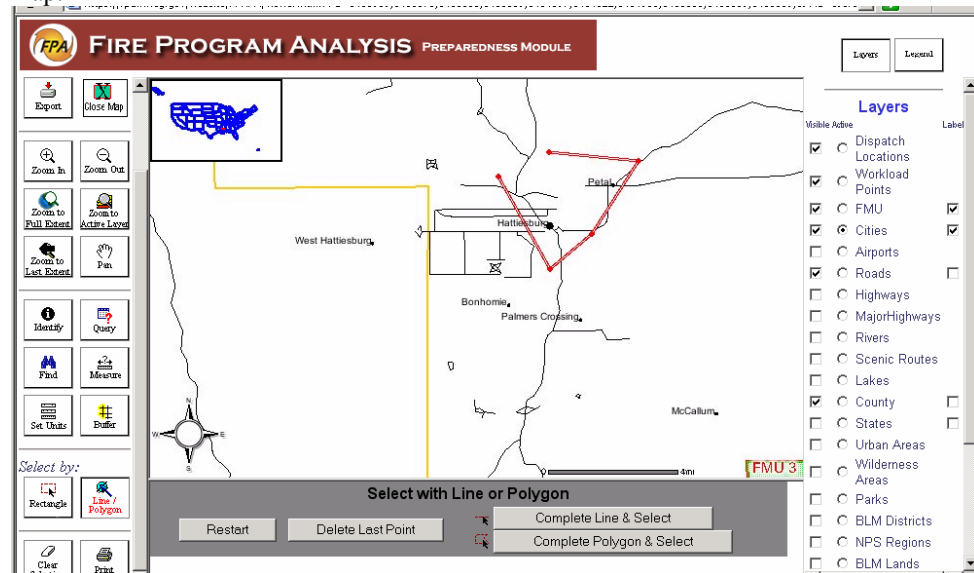 FPA
FIRE PROGRAM ANALYSIS PREPAREDNESS MODULE
Layers
Legend
Export
Close Map
Zoom In
Zoom Out
Zoom to
Full Extent
Zoom to
Active Layer
Zoom to
Last Extent
Pan
Identify
Query
Find
Measure
Set Units
Buffer
Select by:
Rectangle
Line /
Polygon
Clear
Print
Petal
Hattiesburg
West Hattiesburg
Bonhomie
Palmers Crossing
McCallum
N
W
E
S
0
4mi
FMU 3
Select with Line or Polygon
Restart
Delete Last Point
Complete Line & Select
Complete Polygon & Select
Layers
Visible Active Label
Dispatch
Locations
Workload
Points
FMU
Cities
Airports
Roads
Highways
MajorHighways
Rivers
Scenic Routes
Lakes
County
States
Urban Areas
Wilderness
Areas
Parks
BLM Districts
NPS Regions
BLM Lands